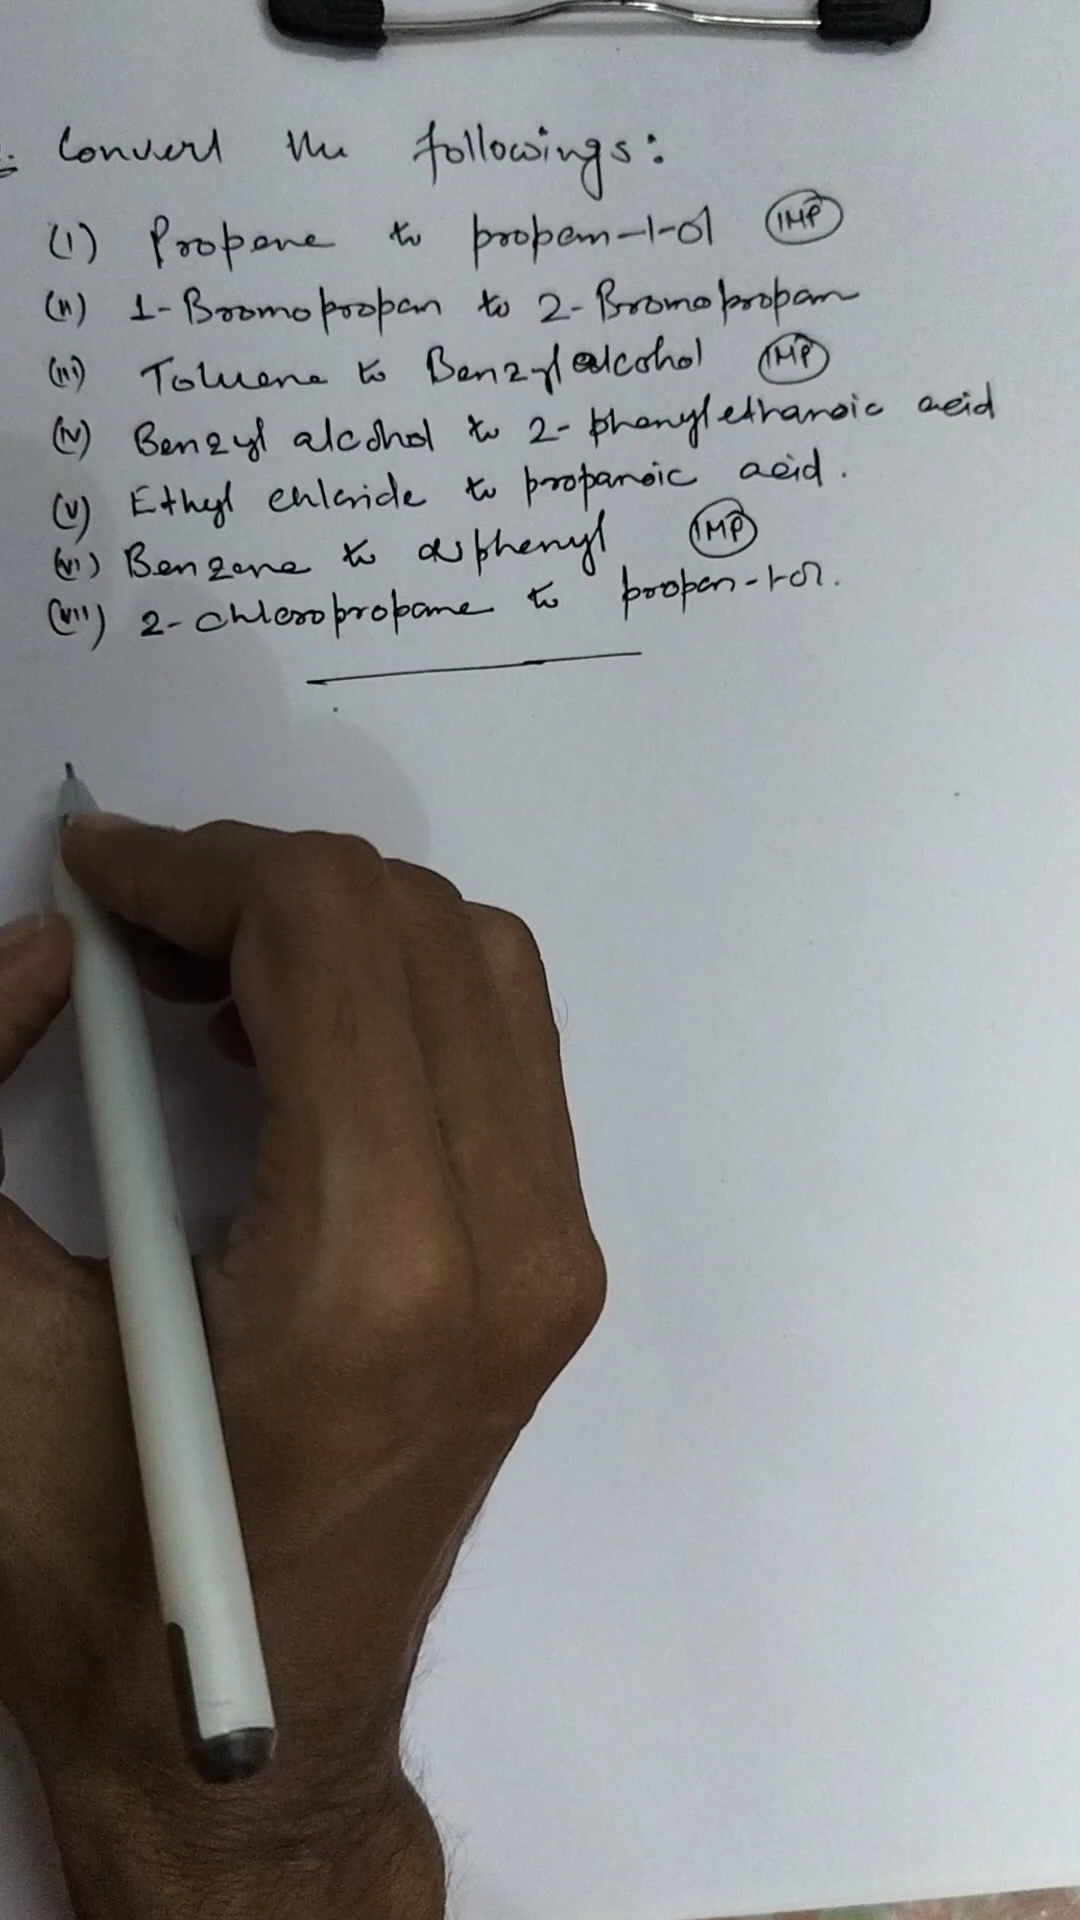 Convert the followings:
(i) Propene to propan-1-ol IMP
(ii) 1-Bromopropan to 2-Bromopropan
(iii) Toluene to Benzylalcohol IMP
(iv) Benzyl alcohol to 2-phenylethanoic acid
(v) Ethyl chloride to propanoic acid.
(vi) Benzene to diphenyl IMP
(vii) 2-chloropropane to propan-1-ol.